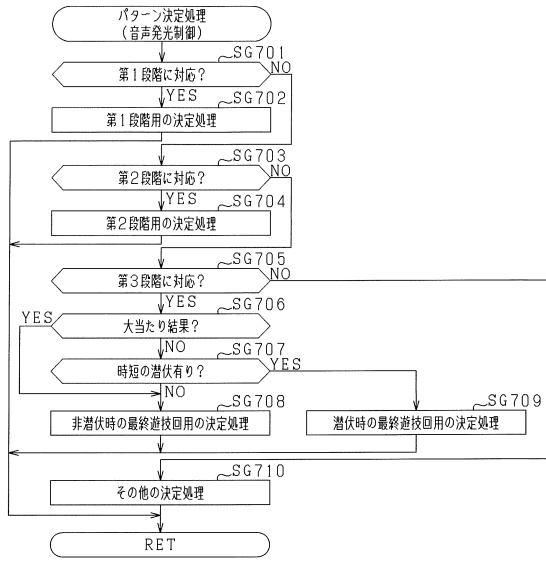 パターン決定処理
(音声発光制御)
SG701
第1段階に対応？
NO
YES
SG702
第1段階用の決定処理
SG703
第2段階に対応？
NO
YES
SG704
第2段階用の決定処理
SG705
第3段階に対応？
NO
YES
SG706
大当たり結果？
YES
NO
SG707
時短の潜伏有り？
YES
NO
SG708
非潜伏時の最終遊技回用の決定処理
SG709
潜伏時の最終遊技回用の決定処理
SG710
その他の決定処理
RET